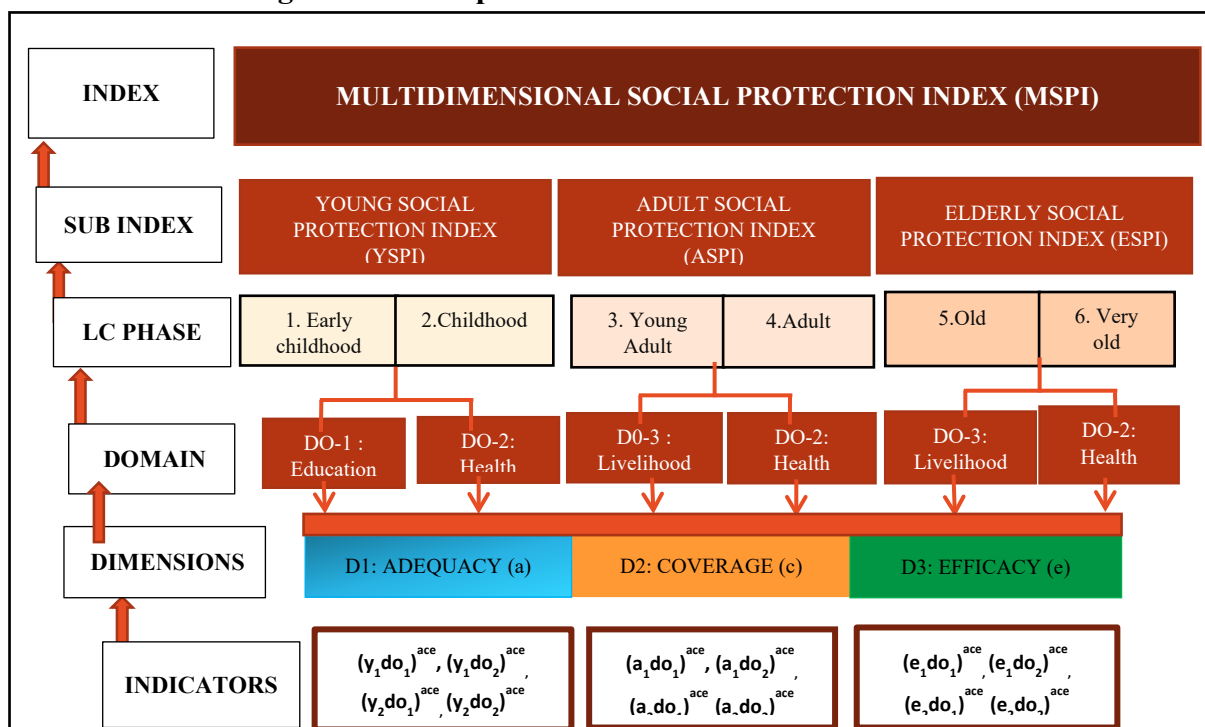 INDEX
MULTIDIMENSIONAL SOCIAL PROTECTION INDEX (MSPI)
SUB INDEX
YOUNG SOCIAL
PROTECTION INDEX
(YSPI)
ADULT SOCIAL
PROTECTION INDEX
(ASPI)
ELDERLY SOCIAL
PROTECTION INDEX (ESPI)
LC PHASE
1. Early
childhood
2.Childhood
3. Young
Adult
4.Adult
5.Old
6. Very
old
DOMAIN
DO-1 :
Education
DO-2:
Health
D0-3 :
Livelihood
DO-2:
Health
DO-3:
Livelihood
DO-2:
Health
DIMENSIONS
D1: ADEQUACY (a)
D2: COVERAGE (c)
D3: EFFICACY (e)
INDICATORS
(y₁do₁)ᵃᶜᵉ, (y₁do₂)ᵃᶜᵉ,
(y₂do₁)ᵃᶜᵉ, (y₂do₂)ᵃᶜᵉ
(a₁do₁)ᵃᶜᵉ, (a₁do₂)ᵃᶜᵉ,
(e₁do₁)ᵃᶜᵉ, (e₁do₂)ᵃᶜᵉ,